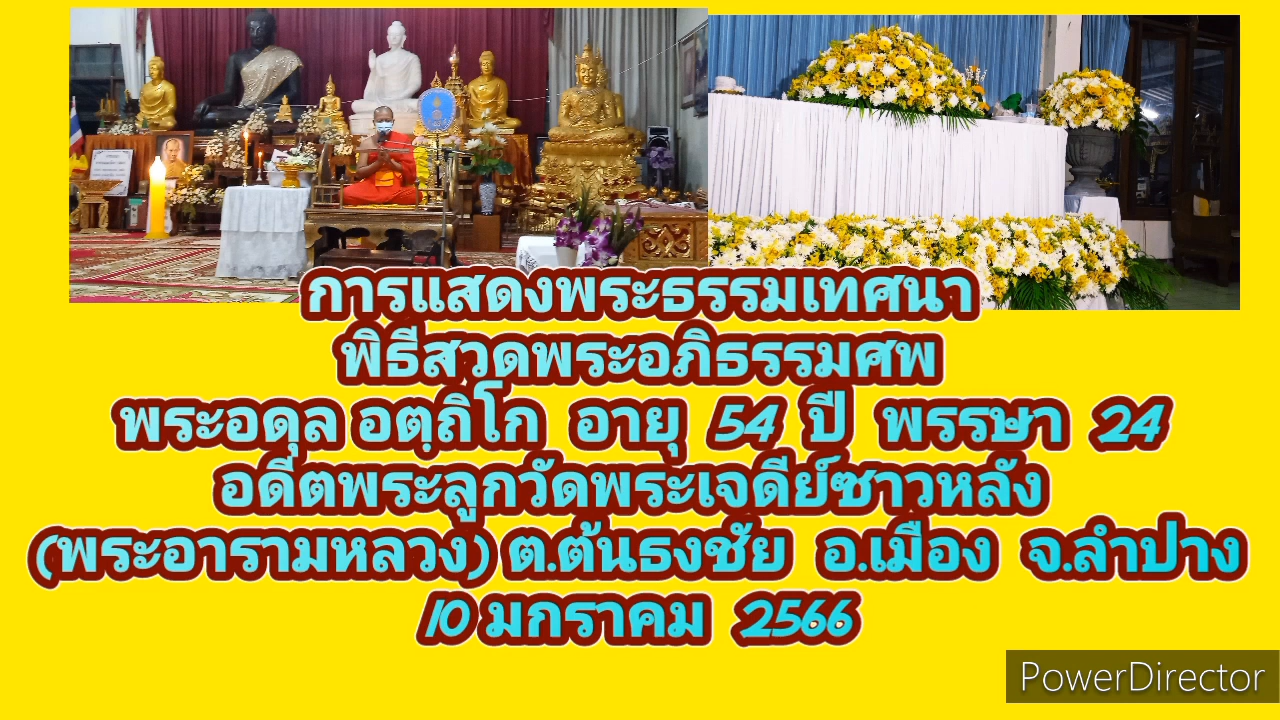 การแสดงพระธรรมเทศนา
พิธีสวดพระอภิธรรมศพ
พระอดุล อตฺถิโก อายุ 54 ปี พรรษา 24
อดีตพระลูกวัดพระเจดีย์ซาวหลัง
(พระอารามหลวง) ต.ต้นธงชัย อ.เมือง จ.ลำปาง
10 มกราคม 2566
PowerDirector